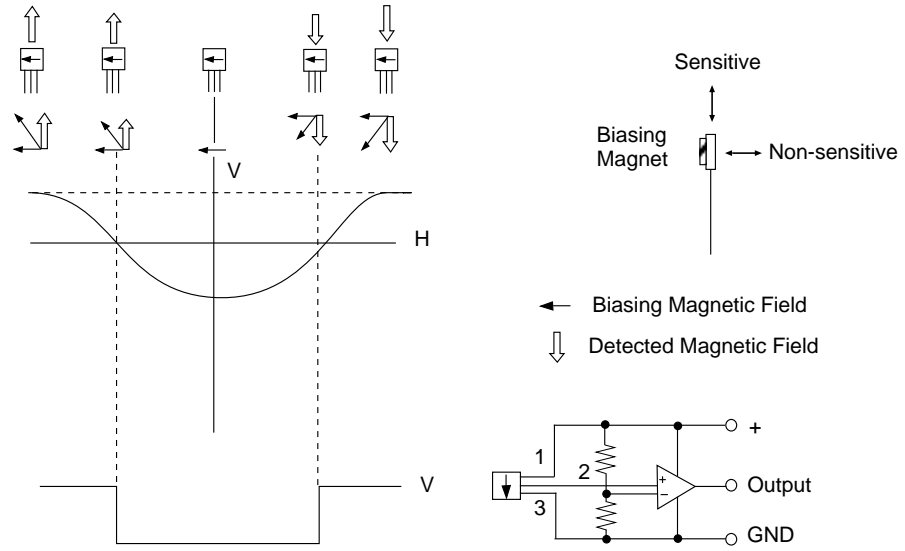 Sensitive
Biasing
Magnet
Non-sensitive
V
H
Biasing Magnetic Field
Detected Magnetic Field
V
1
2
3
+
+
−
Output
GND